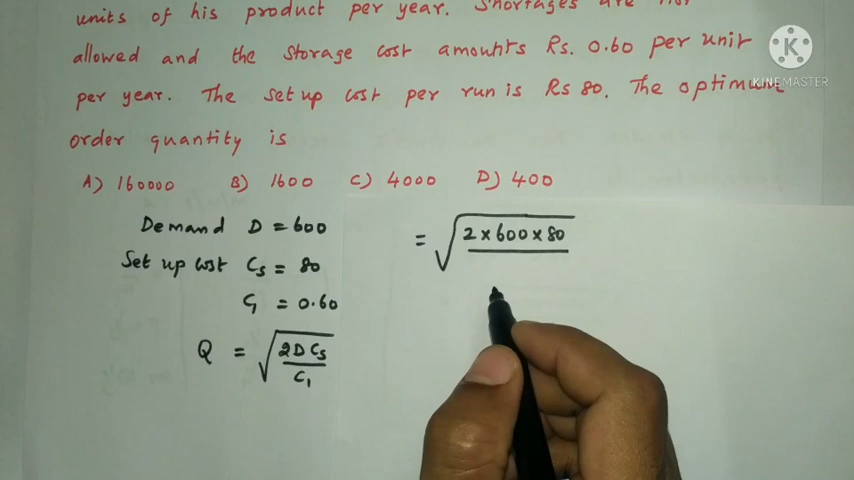 units of his product per year. Shortages are not
allowed and the storage cost amounts Rs. 0.60 per unit
per year. The set up cost per run is Rs 80. The optimum
order quantity is
A) 160000 B) 1600 C) 4000 D) 400
Demand D = 600
Set up cost Cs = 80
C1 = 0.60
Q = √2DCs/C1
= √2×600×80
KINEMASTER